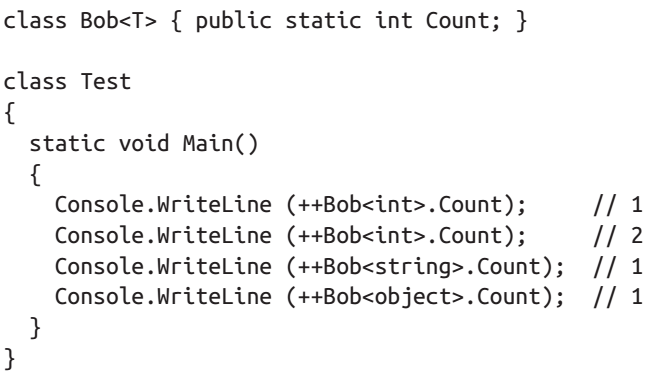 class Bob<T> { public static int Count; }

class Test
{
  static void Main()
  {
    Console.WriteLine (++Bob<int>.Count);     // 1
    Console.WriteLine (++Bob<int>.Count);     // 2
    Console.WriteLine (++Bob<string>.Count);  // 1
    Console.WriteLine (++Bob<object>.Count);  // 1
  }
}